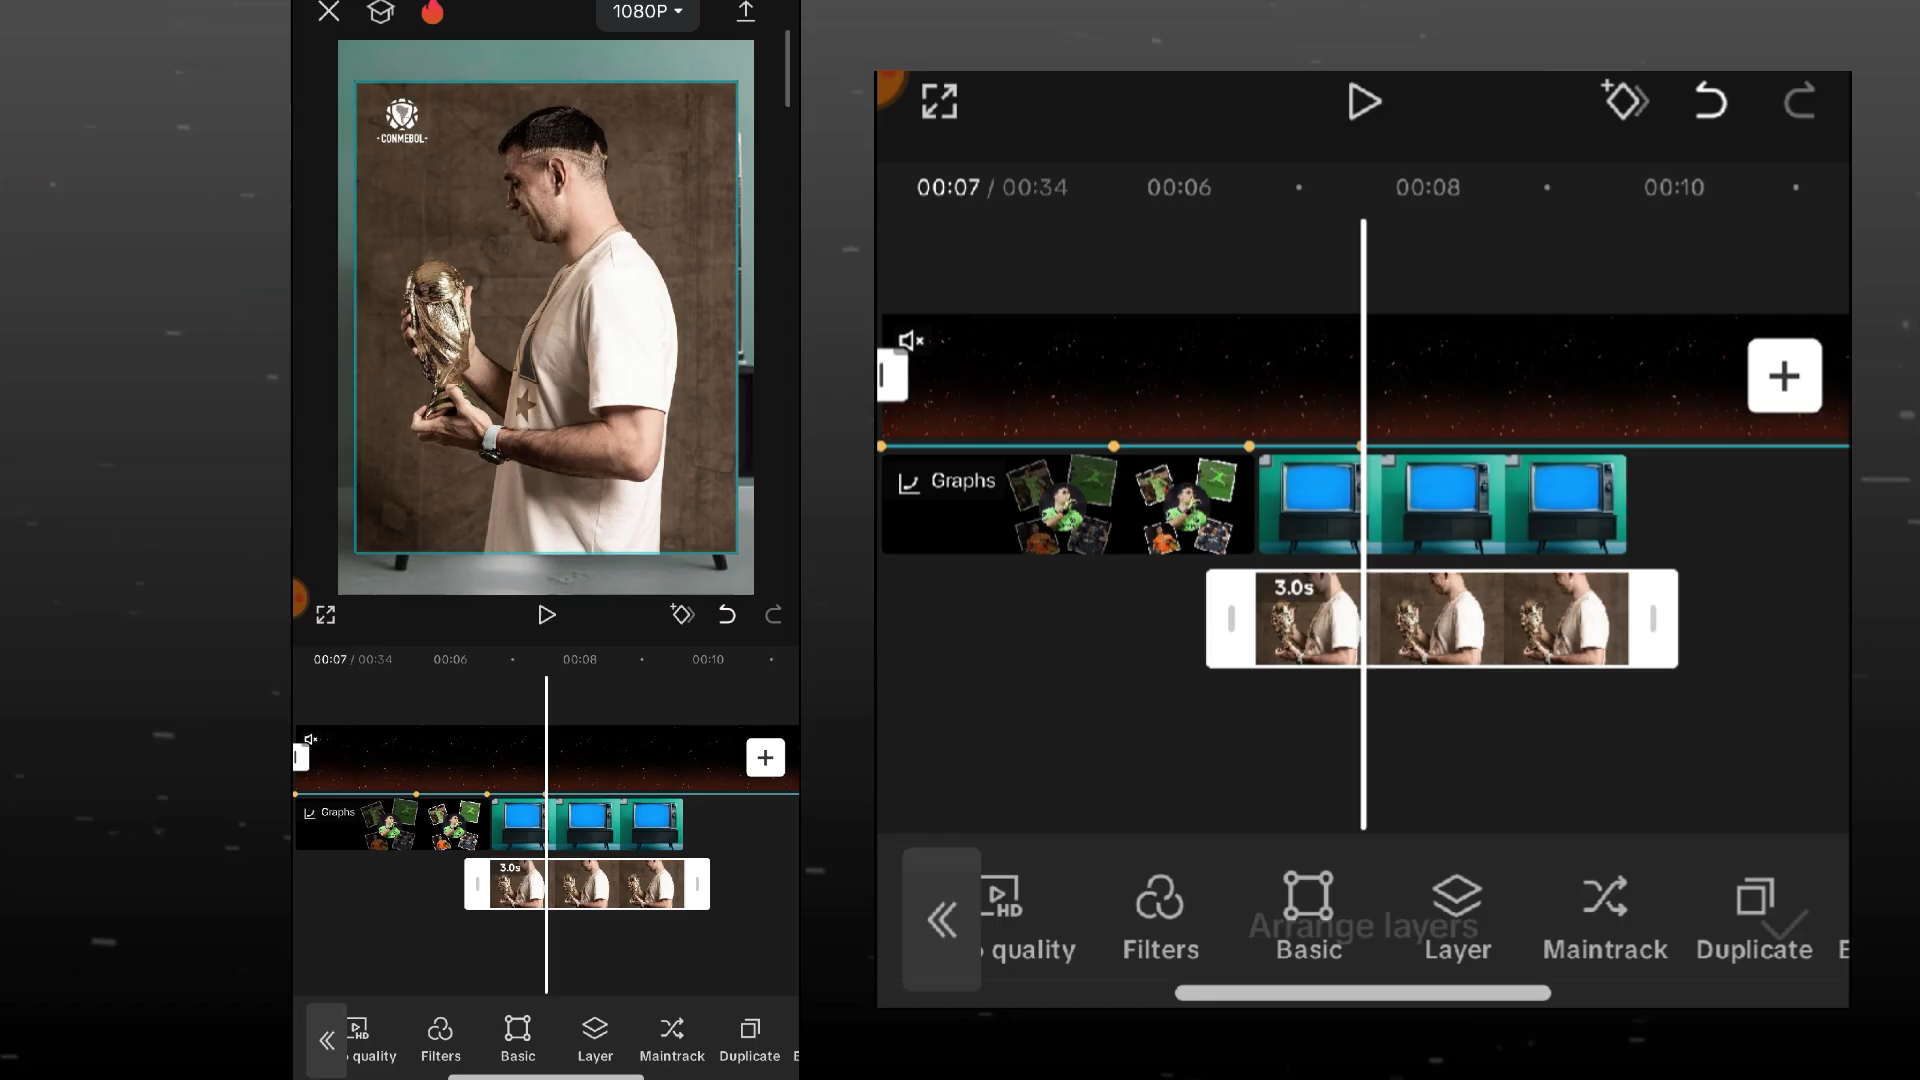 1080P
-CONMEBOL-
00:07 / 00:34
00:06
00:08
00:10
Graphs
3.0s
quality
Filters
Basic
Layer
Maintrack
Duplicate
E
00:07 / 00:34
00:06
00:08
00:10
Graphs
3.0s
HD
quality
Filters
Arrange layers
Basic
Layer
Maintrack
Duplicate
E